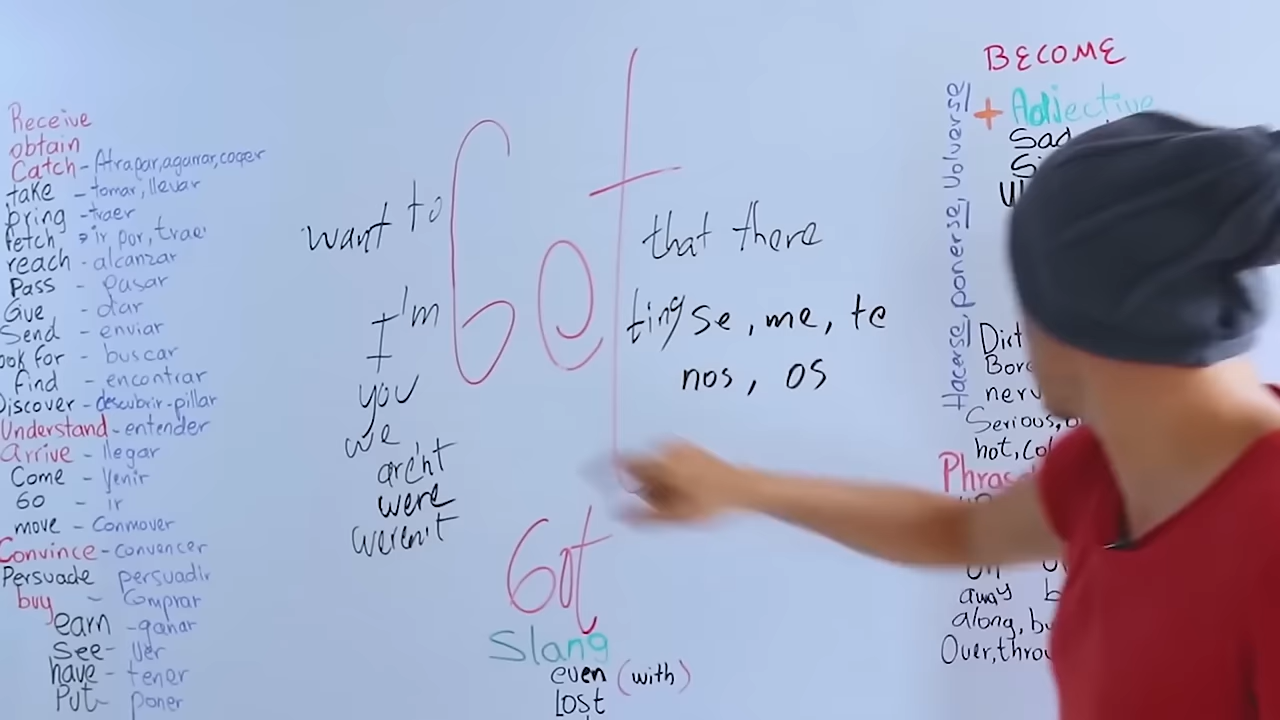 Receive
obtain
Catch - Atrapar, agarrar, coger
take - tomar, llevar
bring - traer
fetch - ir por, traer
reach - alcanzar
Pass - pasar
Give - dar
Send - enviar
ook for - buscar
find - encontrar
Discover - descubrir - pillar
Understand - entender
Arrive - llegar
Come - Venir
Go - ir
move - Conmover
Convince - Convencer
Persuade persuadir
buy - Comprar
earn - ganar
See - Ver
have - tener
Put - poner
want to
I'm
you
we
aren't
were
weren't
Get
that there
ting se, me, te
nos, os
Got
Slang
even (with)
Lost
BECOME
+ Adjective
Sad
Hacerse, ponerse, Volverse
Dirt
Bor
nerv
Serious,
hot, col
Phras
away b
along, b
Over, throu